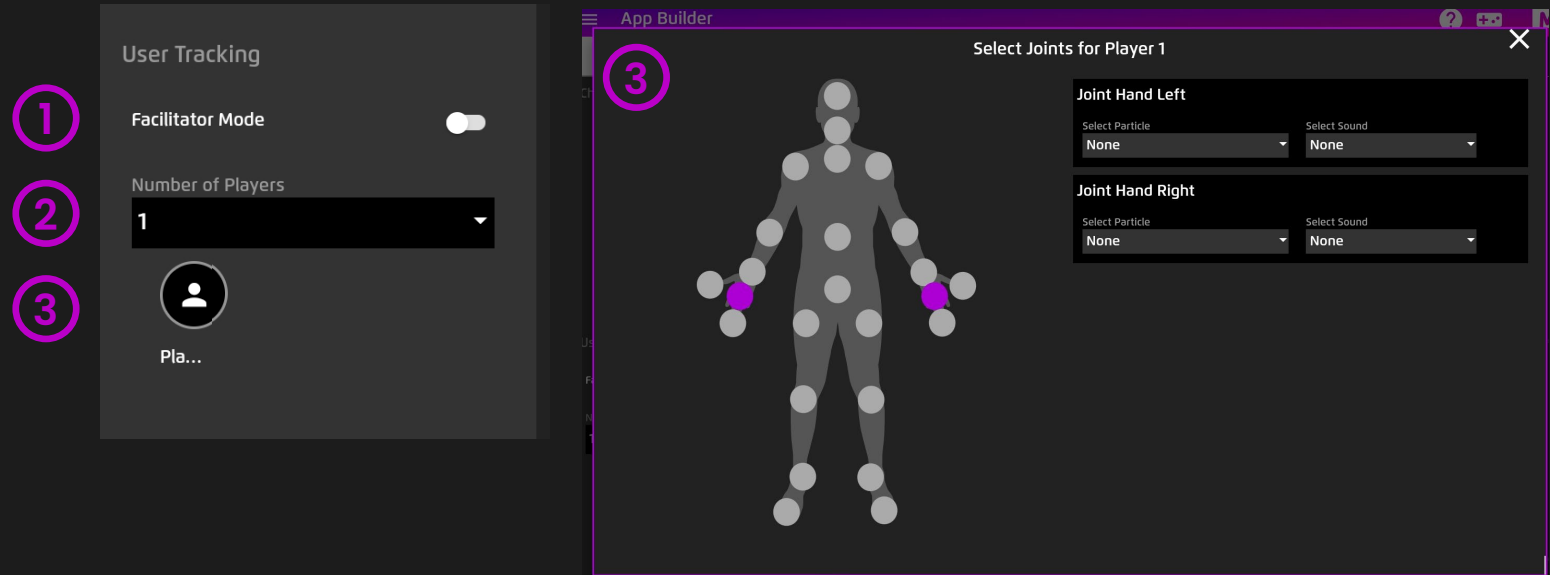 User Tracking
1
Facilitator Mode
2
Number of Players
1
3
Pla...
App Builder
?
3
Select Joints for Player 1
Joint Hand Left
Select Particle
Select Sound
None
None
Joint Hand Right
Select Particle
Select Sound
None
None